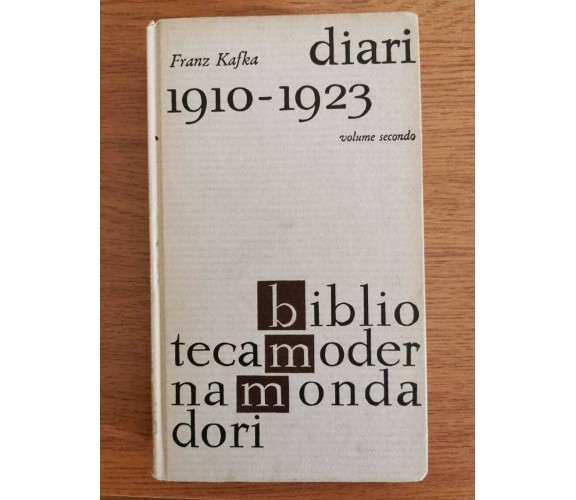 Franz Kafka diari
1910-1923
volume secondo
biblio
tecamoder
namonda
dori